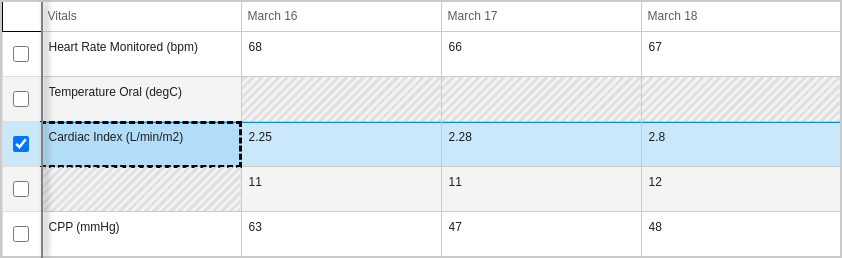 Vitals March 16 March 17 March 18
Heart Rate Monitored (bpm) 68 66 67
Temperature Oral (degC)
Cardiac Index (L/min/m2) 2.25 2.28 2.8
11 11 12
CPP (mmHg) 63 47 48